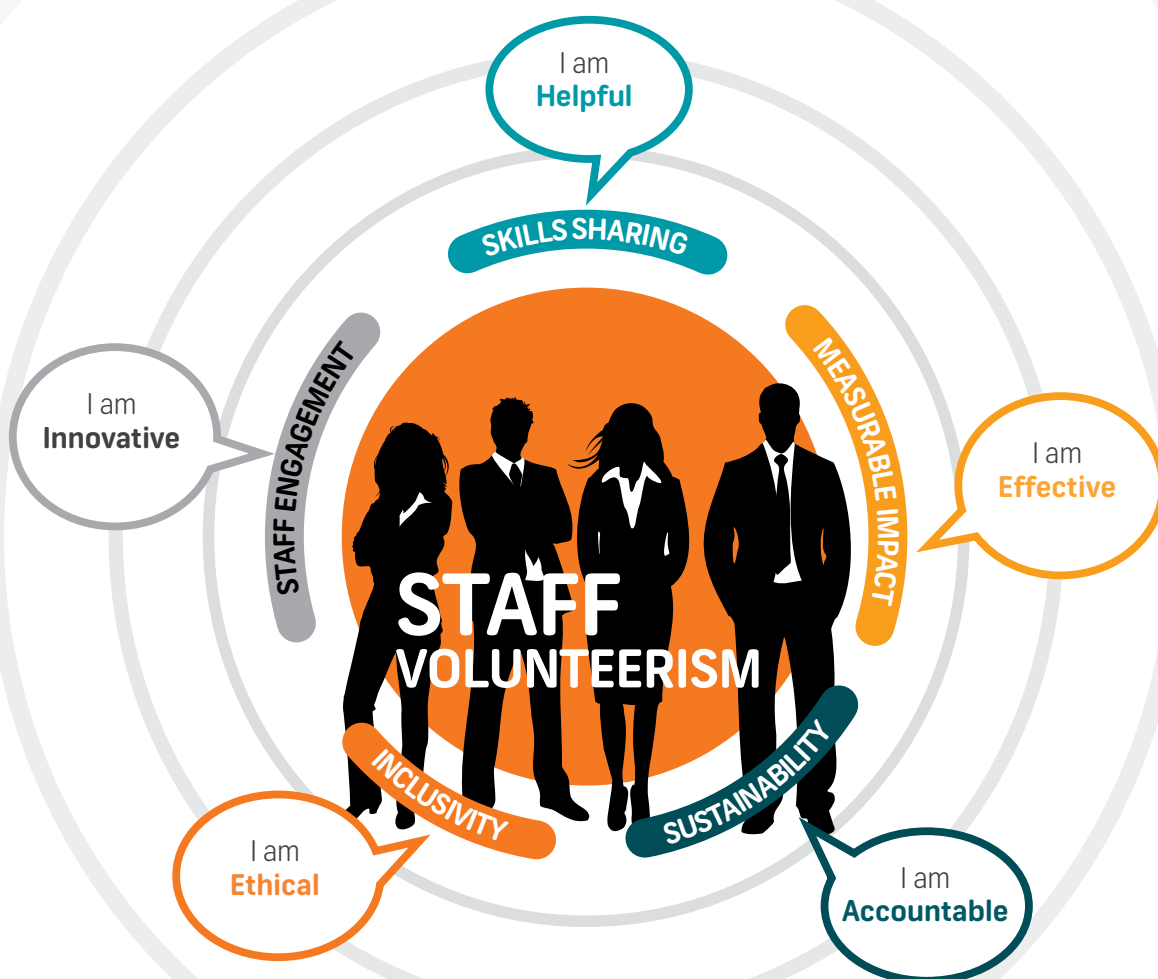 I am
Helpful
SKILLS SHARING
STAFF ENGAGEMENT
MEASURABLE IMPACT
I am
Innovative
I am
Effective
STAFF
VOLUNTEERISM
INCLUSIVITY
SUSTAINABILITY
I am
Ethical
I am
Accountable